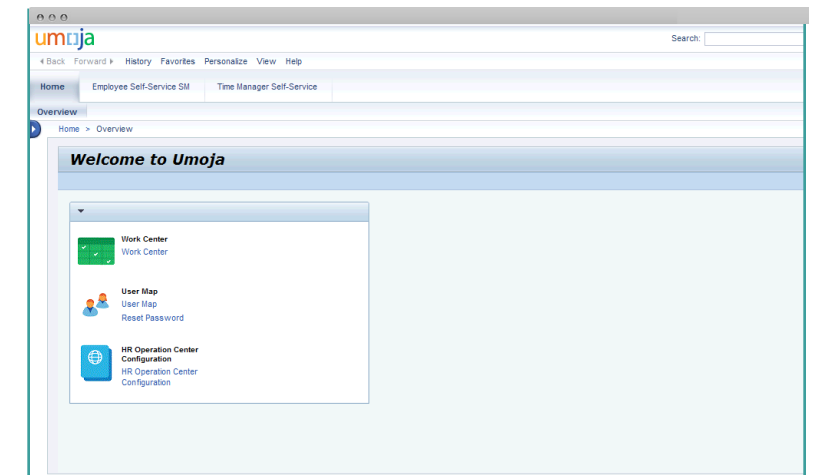 umoja
Search:
Back Forward History Favorites Personalize View Help
Home Employee Self-Service SM Time Manager Self-Service
Overview
Home > Overview
Welcome to Umoja
Work Center
Work Center
User Map
User Map
Reset Password
HR Operation Center
Configuration
HR Operation Center
Configuration